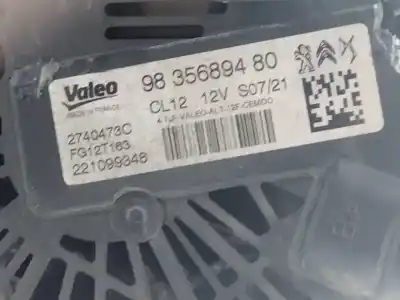 Valeo
98 356894 80
CL12 12V S07/21
2740473C
FG12T163
221099348